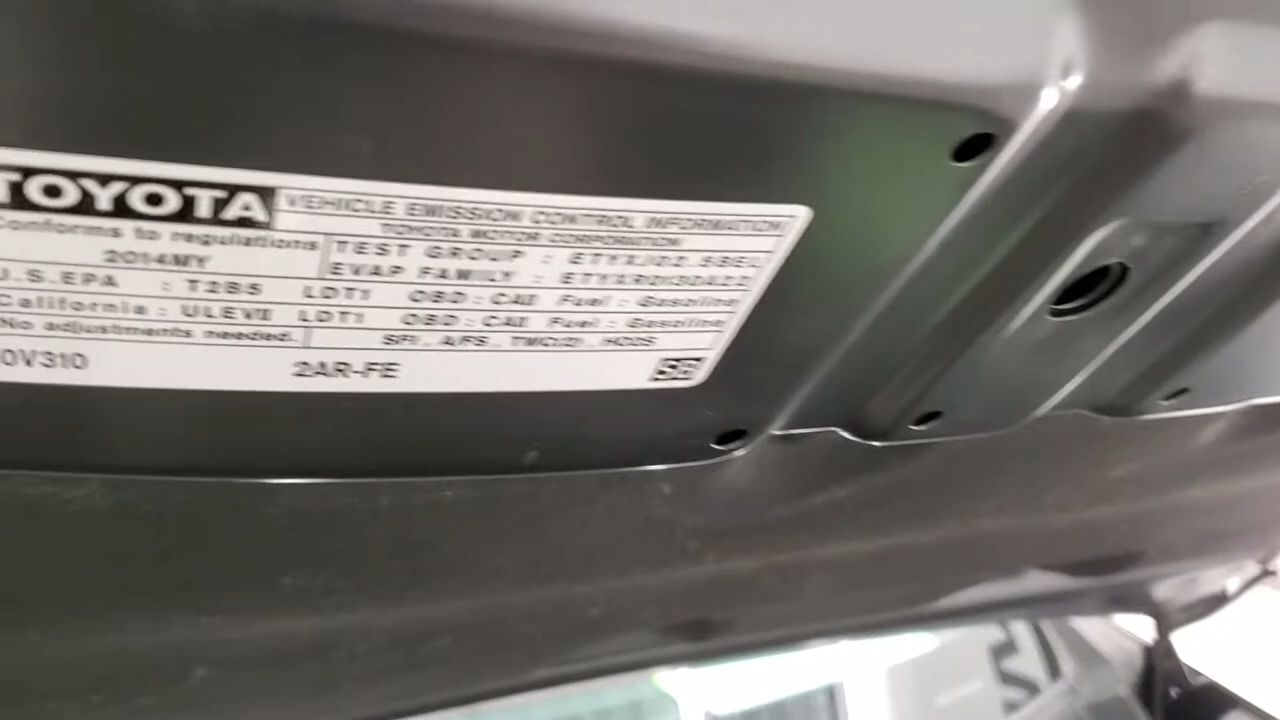 TOYOTA VEHICLE EMISSION CONTROL INFORMATION
TOYOTA MOTOR CORPORATION
Conforms to regulations
2014MY
TEST GROUP :
EVAP FAMILY :
U.S.EPA : T2B5 LDT1 OBD : CAII Fuel : Gasoline
California : ULEVII LDT1 OBD : CAII Fuel : Gasoline
No adjustments needed. SFI, A/FS, TWC(2), HO2S
0V310 2AR-FE